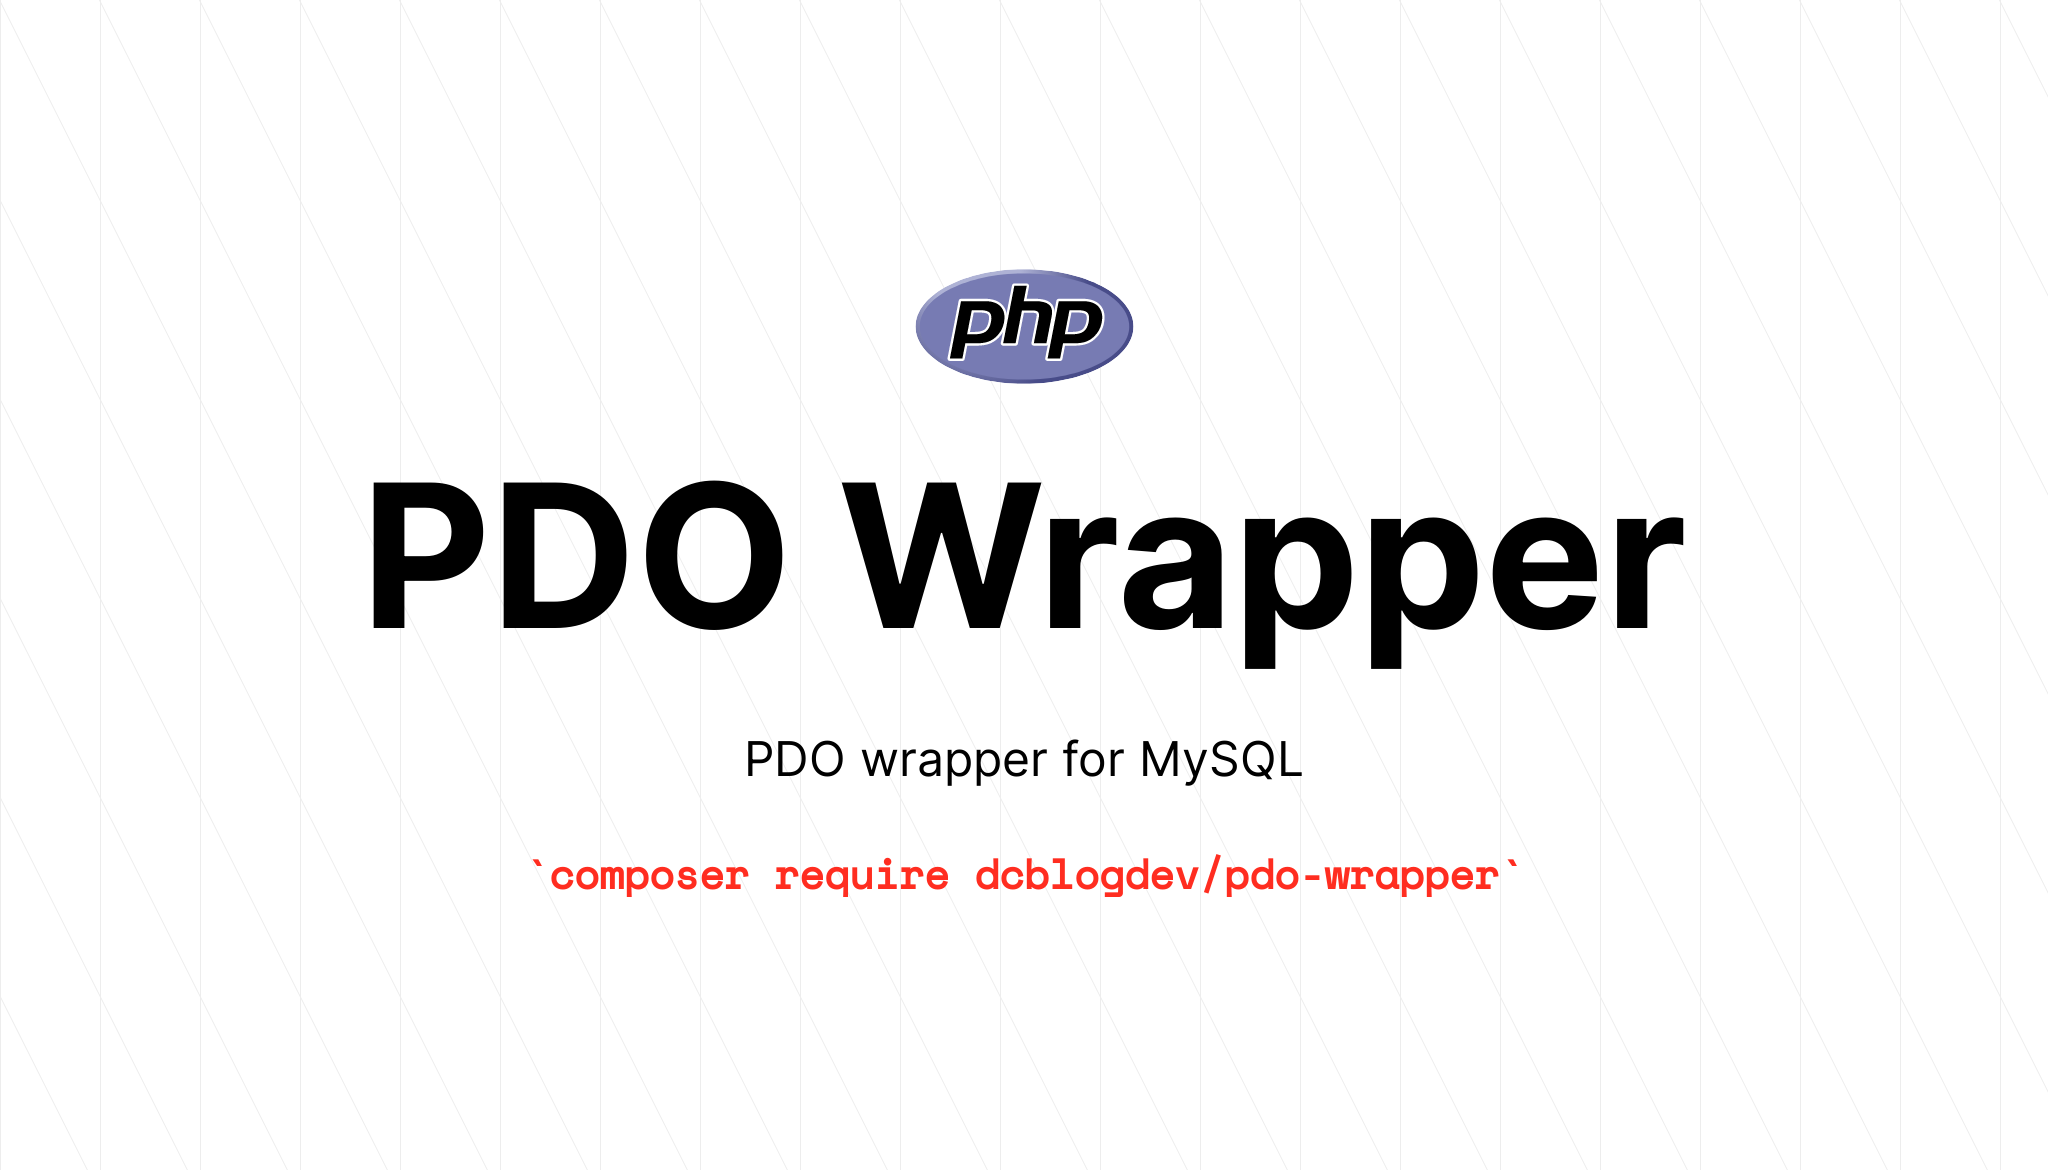 php
PDO Wrapper
PDO wrapper for MySQL
`composer require dcblogdev/pdo-wrapper`